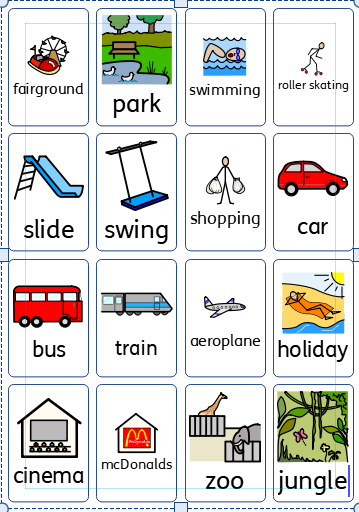 fairground
park
swimming
roller skating
slide
swing
shopping
car
bus
train
aeroplane
holiday
cinema
mcDonalds
zoo
jungle